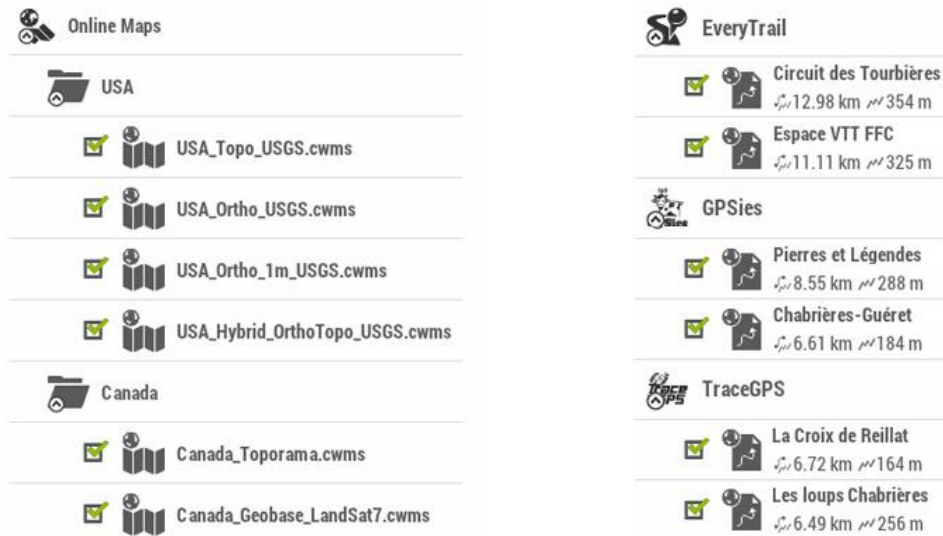 Online Maps
USA
USA_Topo_USGS.cwms
USA_Ortho_USGS.cwms
USA_Ortho_1m_USGS.cwms
USA_Hybrid_OrthoTopo_USGS.cwms
Canada
Canada_Toporama.cwms
Canada_Geobase_LandSat7.cwms
EveryTrail
Circuit des Tourbières
12.98 km 354 m
Espace VTT FFC
11.11 km 325 m
GPSies
Pierres et Légendes
8.55 km 288 m
Chabrières-Guéret
6.61 km 184 m
Trace GPS
TraceGPS
La Croix de Reillat
6.72 km 164 m
Les loups Chabrières
6.49 km 256 m